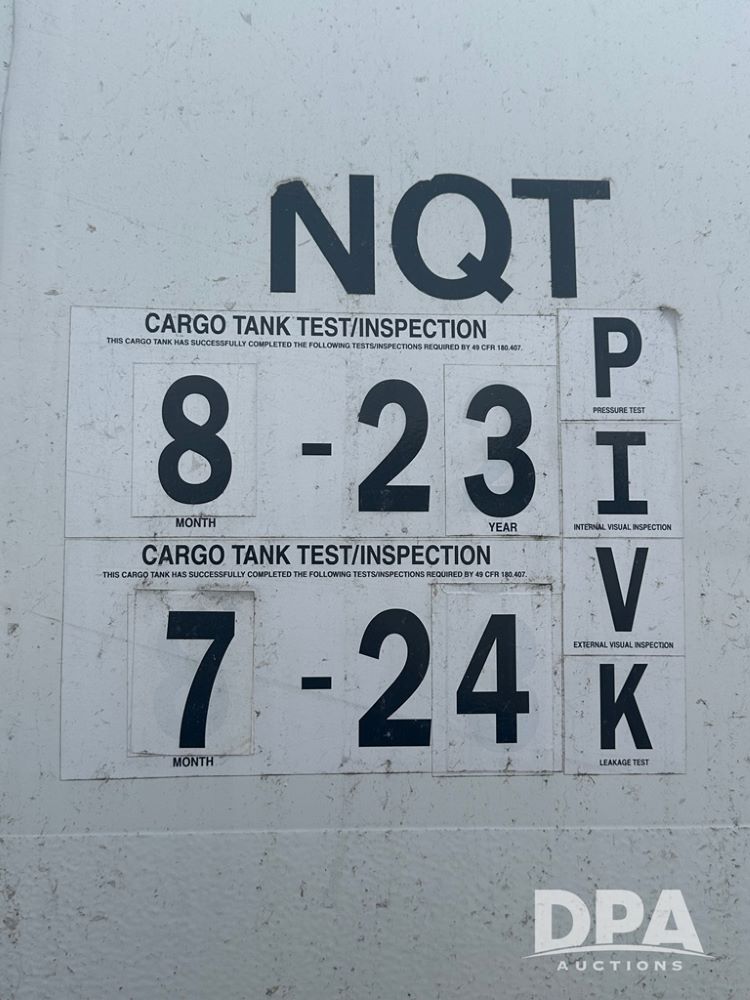 NQT
CARGO TANK TEST/INSPECTION
THIS CARGO TANK HAS SUCCESSFULLY COMPLETED THE FOLLOWING TESTS/INSPECTIONS REQUIRED BY 49 CFR 180.407.
8 - 23
MONTH YEAR
P
PRESSURE TEST
I
INTERNAL VISUAL INSPECTION
CARGO TANK TEST/INSPECTION
THIS CARGO TANK HAS SUCCESSFULLY COMPLETED THE FOLLOWING TESTS/INSPECTIONS REQUIRED BY 49 CFR 180.407.
7 - 24
MONTH
V
EXTERNAL VISUAL INSPECTION
K
LEAKAGE TEST
DPA
AUCTIONS